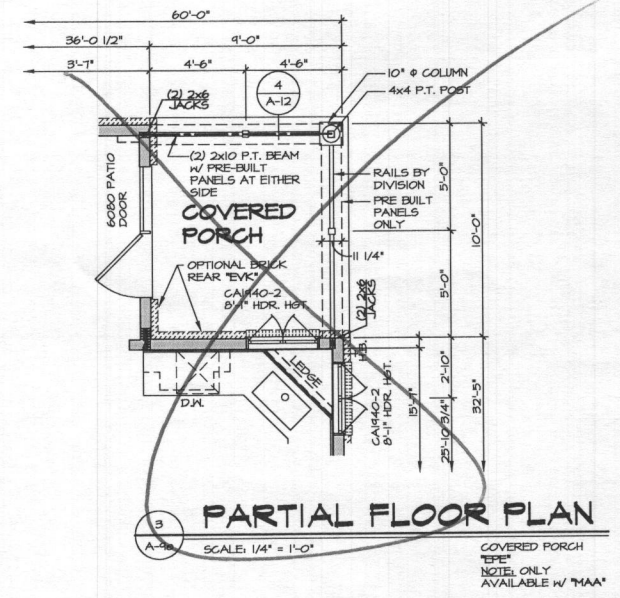 60'-0"
36'-0 1/2"
9'-0"
3'-7"
4'-6"
4'-6"
4
A-12
(2) 2x6
JACKS
10" Φ COLUMN
4x4 P.T. POST
(2) 2x10 P.T. BEAM
W/ PRE-BUILT
PANELS AT EITHER
SIDE
6080 PATIO
DOOR
COVERED
PORCH
RAILS BY
DIVISION
PRE BUILT
PANELS
ONLY
5'-0"
10'-0"
11 1/4"
OPTIONAL BRICK
REAR "EVK"
CA1940-2
8'-1" HDR. HGT.
(2) 2x6
JACKS
5'-0"
H.B.
LEDGE
D.W.
CA1940-2
8'-1" HDR. HGT.
2'-10"
25'-10 3/4"
32'-5"
3
PARTIAL FLOOR PLAN
SCALE: 1/4" = 1'-0"
COVERED PORCH
"EPE"
NOTE: ONLY
AVAILABLE W/ "MAA"